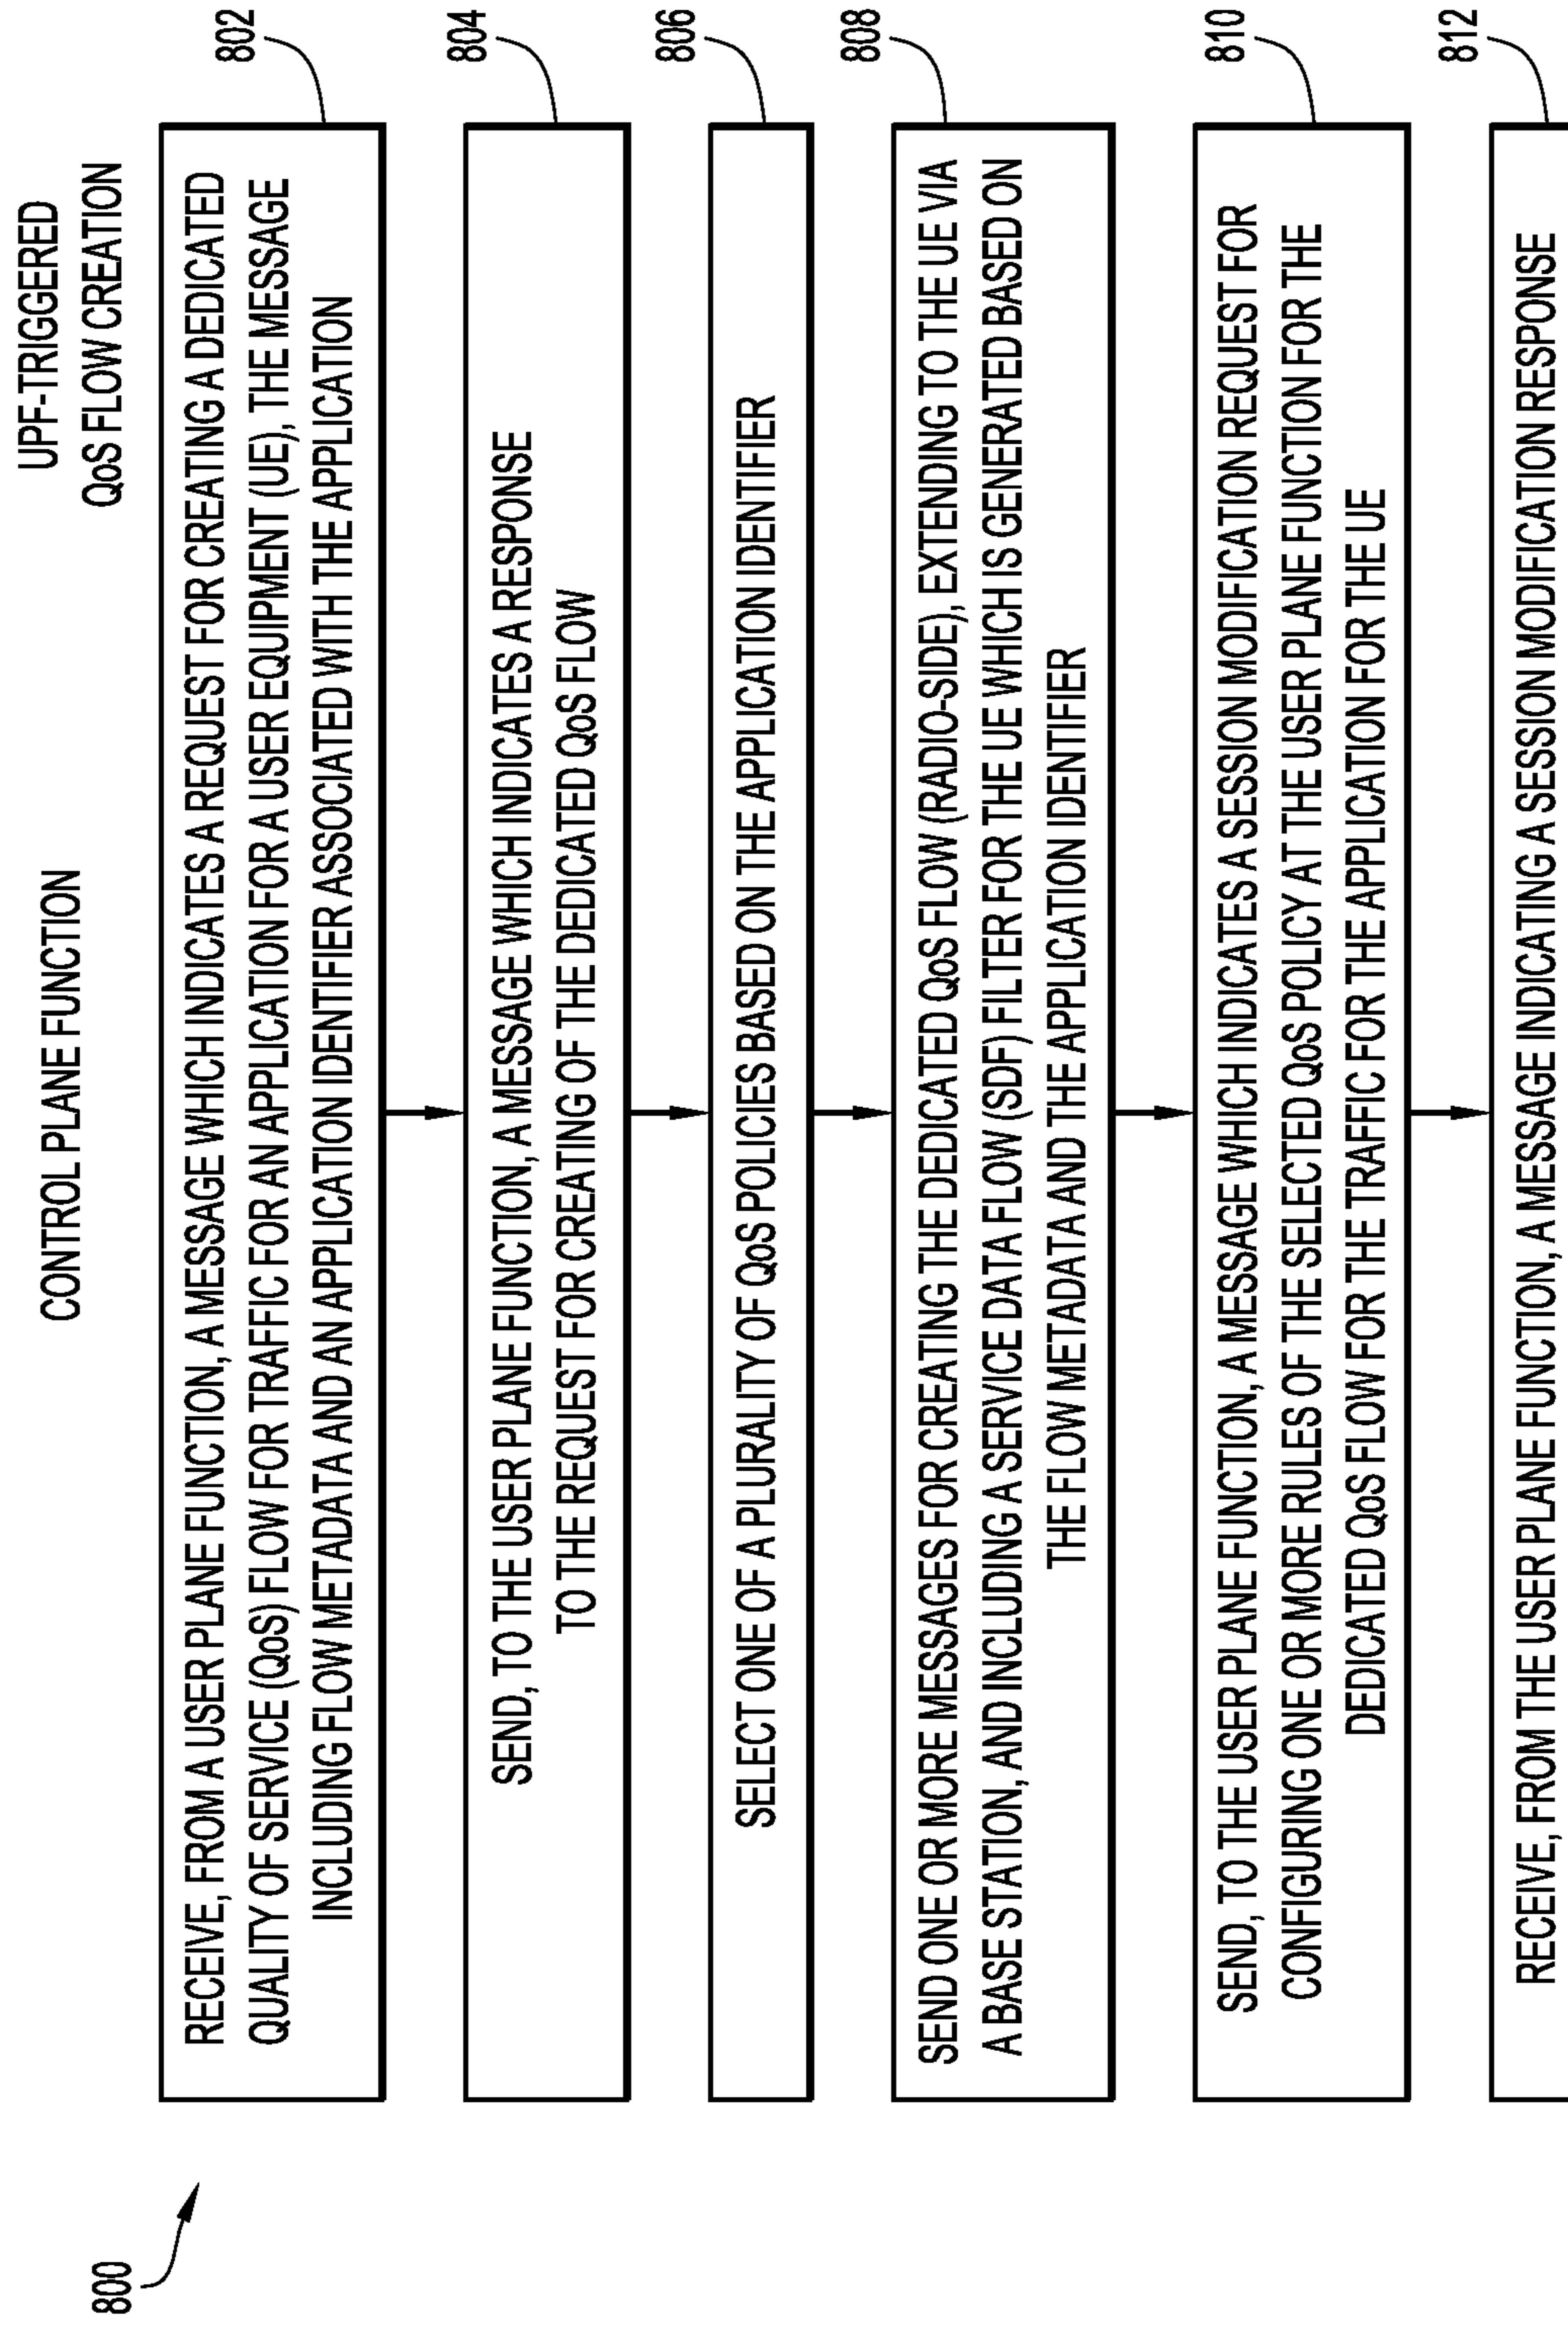 800
CONTROL PLANE FUNCTION
UPF-TRIGGERED
QoS FLOW CREATION
RECEIVE, FROM A USER PLANE FUNCTION, A MESSAGE WHICH INDICATES A REQUEST FOR CREATING A DEDICATED
QUALITY OF SERVICE (QoS) FLOW FOR TRAFFIC FOR AN APPLICATION FOR A USER EQUIPMENT (UE), THE MESSAGE
INCLUDING FLOW METADATA AND AN APPLICATION IDENTIFIER ASSOCIATED WITH THE APPLICATION
802
SEND, TO THE USER PLANE FUNCTION, A MESSAGE WHICH INDICATES A RESPONSE
TO THE REQUEST FOR CREATING OF THE DEDICATED QoS FLOW
804
SELECT ONE OF A PLURALITY OF QoS POLICIES BASED ON THE APPLICATION IDENTIFIER
806
SEND ONE OR MORE MESSAGES FOR CREATING THE DEDICATED QoS FLOW (RADIO-SIDE), EXTENDING TO THE UE VIA
A BASE STATION, AND INCLUDING A SERVICE DATA FLOW (SDF) FILTER FOR THE UE WHICH IS GENERATED BASED ON
THE FLOW METADATA AND THE APPLICATION IDENTIFIER
808
SEND, TO THE USER PLANE FUNCTION, A MESSAGE WHICH INDICATES A SESSION MODIFICATION REQUEST FOR
CONFIGURING ONE OR MORE RULES OF THE SELECTED QoS POLICY AT THE USER PLANE FUNCTION FOR THE
DEDICATED QoS FLOW FOR THE TRAFFIC FOR THE APPLICATION FOR THE UE
810
RECEIVE, FROM THE USER PLANE FUNCTION, A MESSAGE INDICATING A SESSION MODIFICATION RESPONSE
812